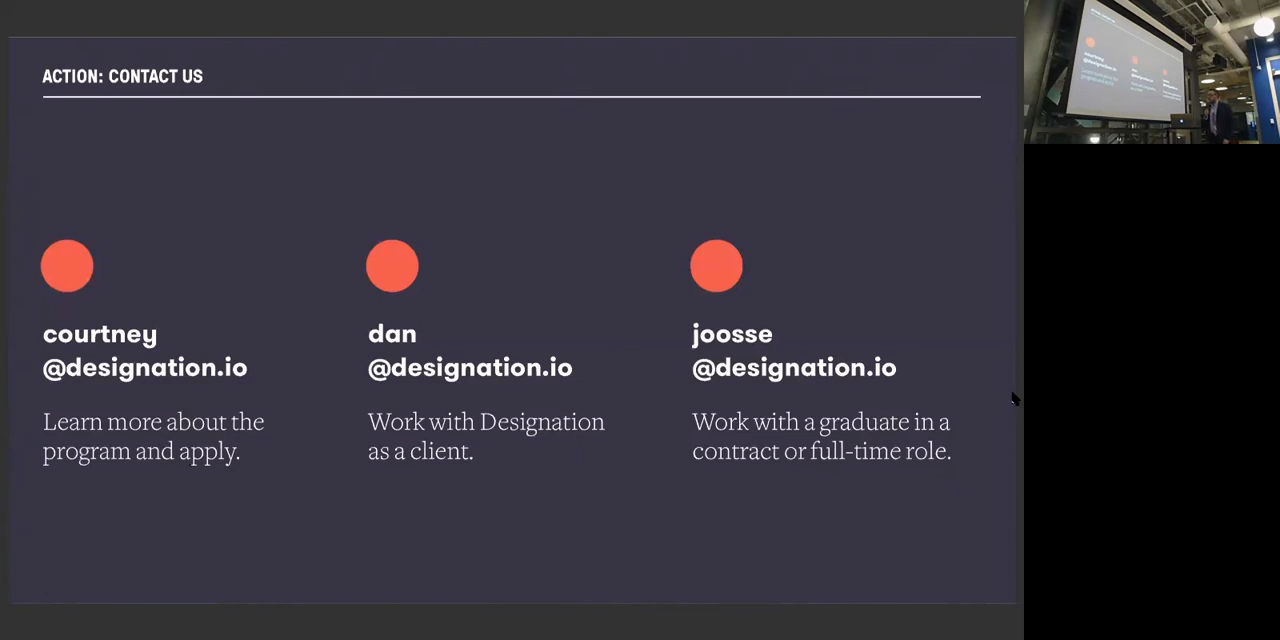 ACTION: CONTACT US
courtney
@designation.io
Learn more about the
program and apply.
dan
@designation.io
Work with Designation
as a client.
joosse
@designation.io
Work with a graduate in a
contract or full-time role.